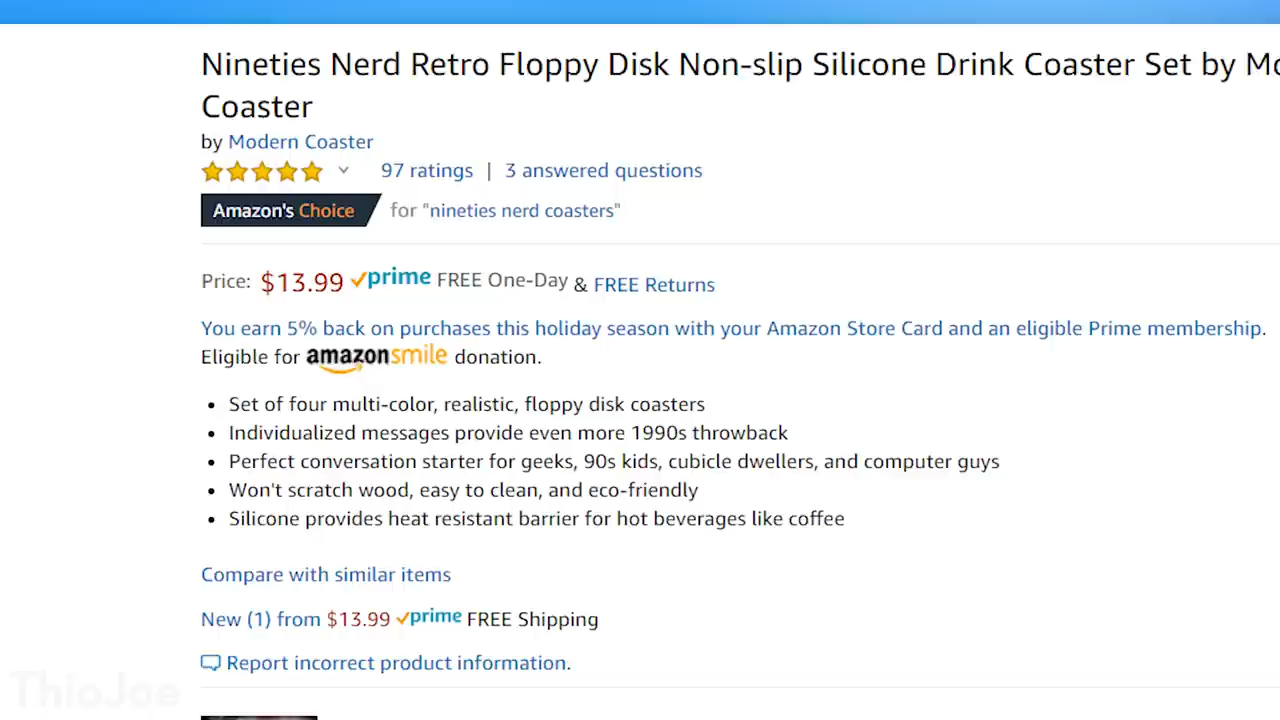 Nineties Nerd Retro Floppy Disk Non-slip Silicone Drink Coaster Set by
Coaster
by Modern Coaster
97 ratings | 3 answered questions
Amazon's Choice for "nineties nerd coasters"
Price: $13.99 prime FREE One-Day & FREE Returns
You earn 5% back on purchases this holiday season with your Amazon Store Card and an eligible Prime membership.
Eligible for amazonsmile donation.
• Set of four multi-color, realistic, floppy disk coasters
• Individualized messages provide even more 1990s throwback
• Perfect conversation starter for geeks, 90s kids, cubicle dwellers, and computer guys
• Won't scratch wood, easy to clean, and eco-friendly
• Silicone provides heat resistant barrier for hot beverages like coffee
Compare with similar items
New (1) from $13.99 prime FREE Shipping
Report incorrect product information.
ThioJoe